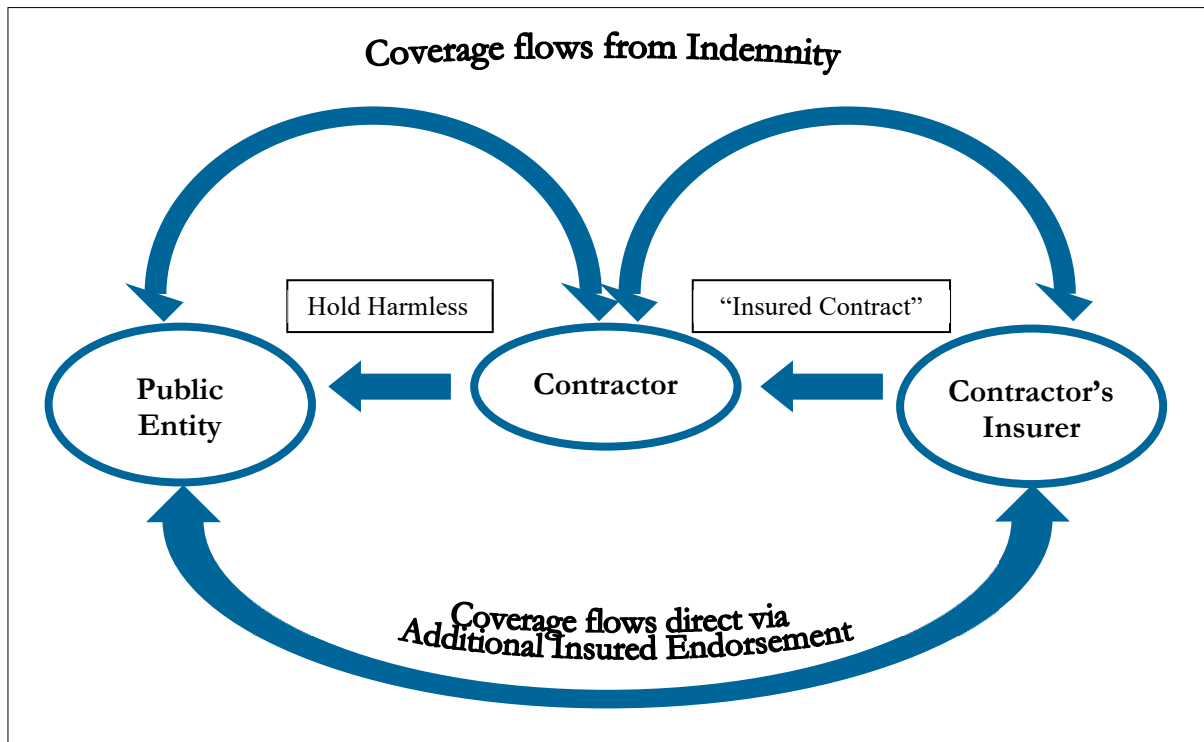 Coverage flows from Indemnity
Hold Harmless
“Insured Contract”
Public
Entity
Contractor
Contractor’s
Insurer
Coverage flows direct via
Additional Insured Endorsement